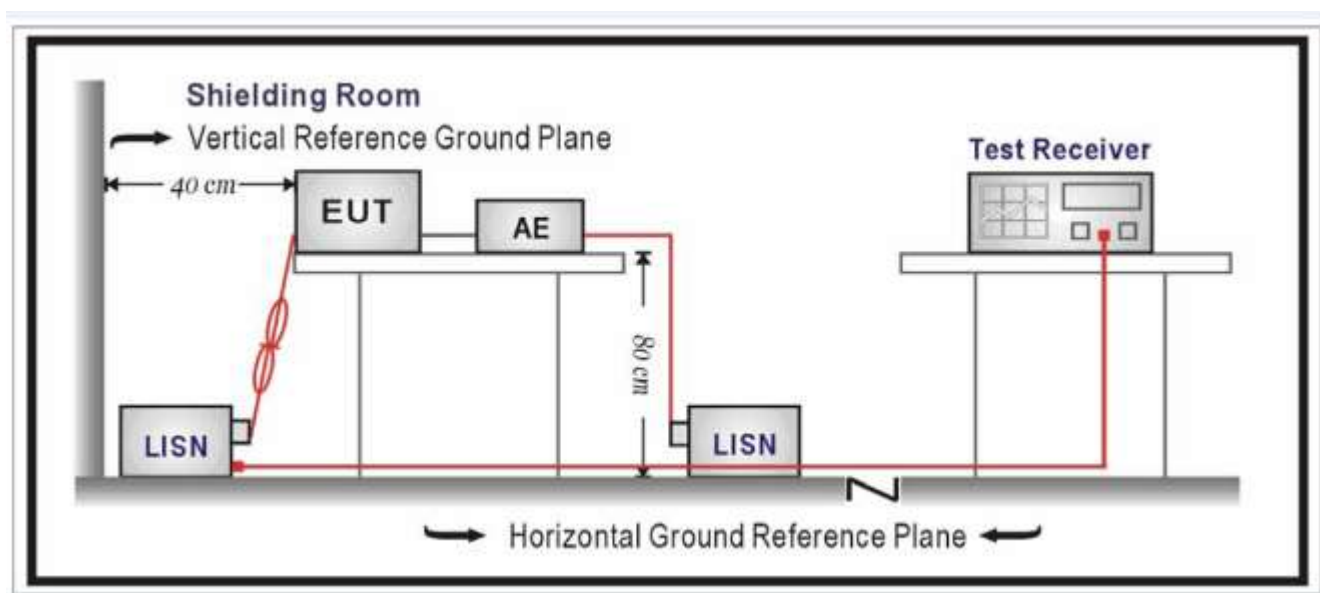 Shielding Room
Vertical Reference Ground Plane
40 cm
EUT
AE
Test Receiver
80 cm
LISN
LISN
Horizontal Ground Reference Plane